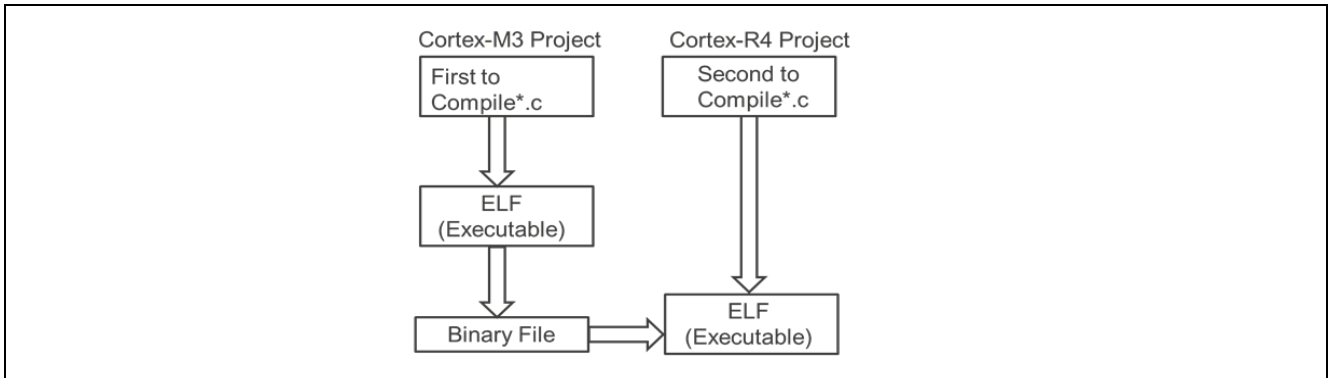 Cortex-M3 Project
Cortex-R4 Project
First to
Compile*.c
Second to
Compile*.c
ELF
(Executable)
Binary File
ELF
(Executable)